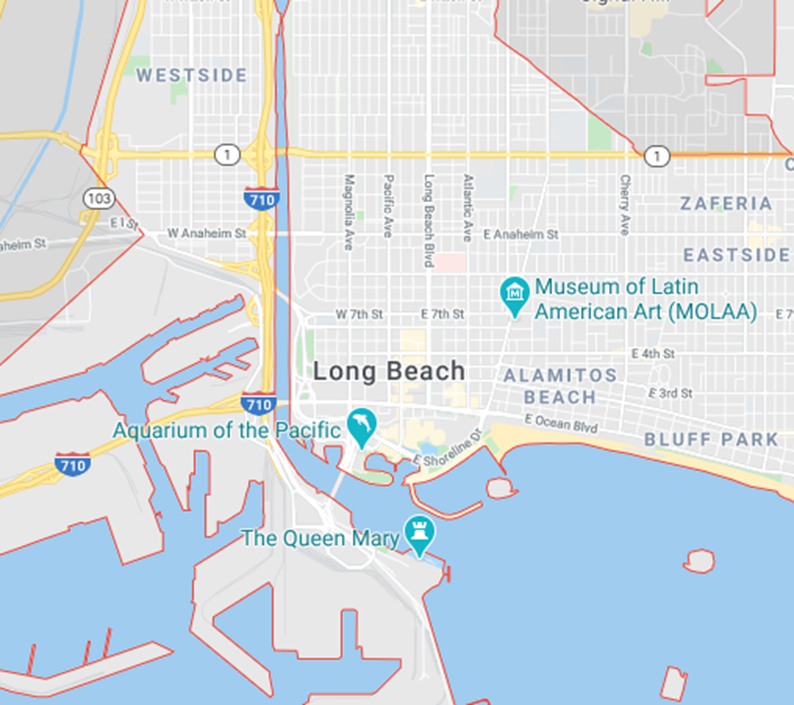 WESTSIDE
1
1
710
103
Magnolia Ave
Pacific Ave
Long Beach Blvd
Atlantic Ave
Cherry Ave
ZAFERIA
E I St
W Anaheim St
E Anaheim St
aheim St
EASTSIDE
Museum of Latin
American Art (MOLAA)
W 7th St
E 7th St
E 7
E 4th St
Long Beach
ALAMITOS
BEACH
E 3rd St
710
Aquarium of the Pacific
E Ocean Blvd
BLUFF PARK
E Shoreline Dr
710
The Queen Mary